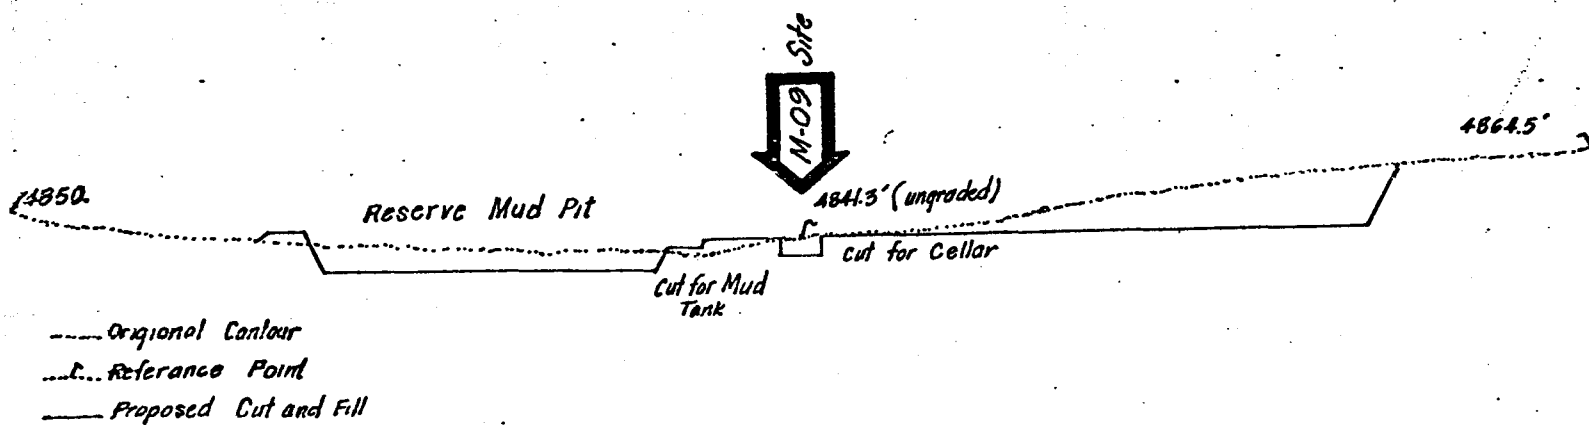 Site
M-09
4864.5'
4850.
Reserve Mud Pit
4841.3' (ungraded)
Cut for Cellar
Cut for Mud
Tank
Origional Contour
Referance Point
Proposed Cut and Fill